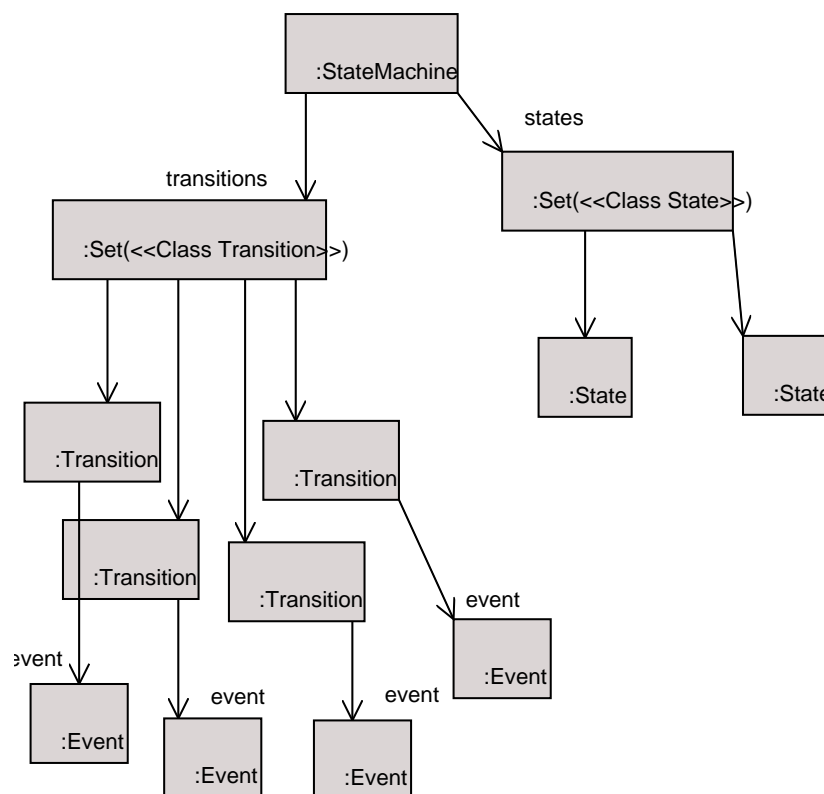 :StateMachine
states
transitions
:Set(<<Class State>>)
:Set(<<Class Transition>>)
:State
:State
:Transition
:Transition
:Transition
:Transition
event
:Event
event
:Event
event
:Event
event
:Event